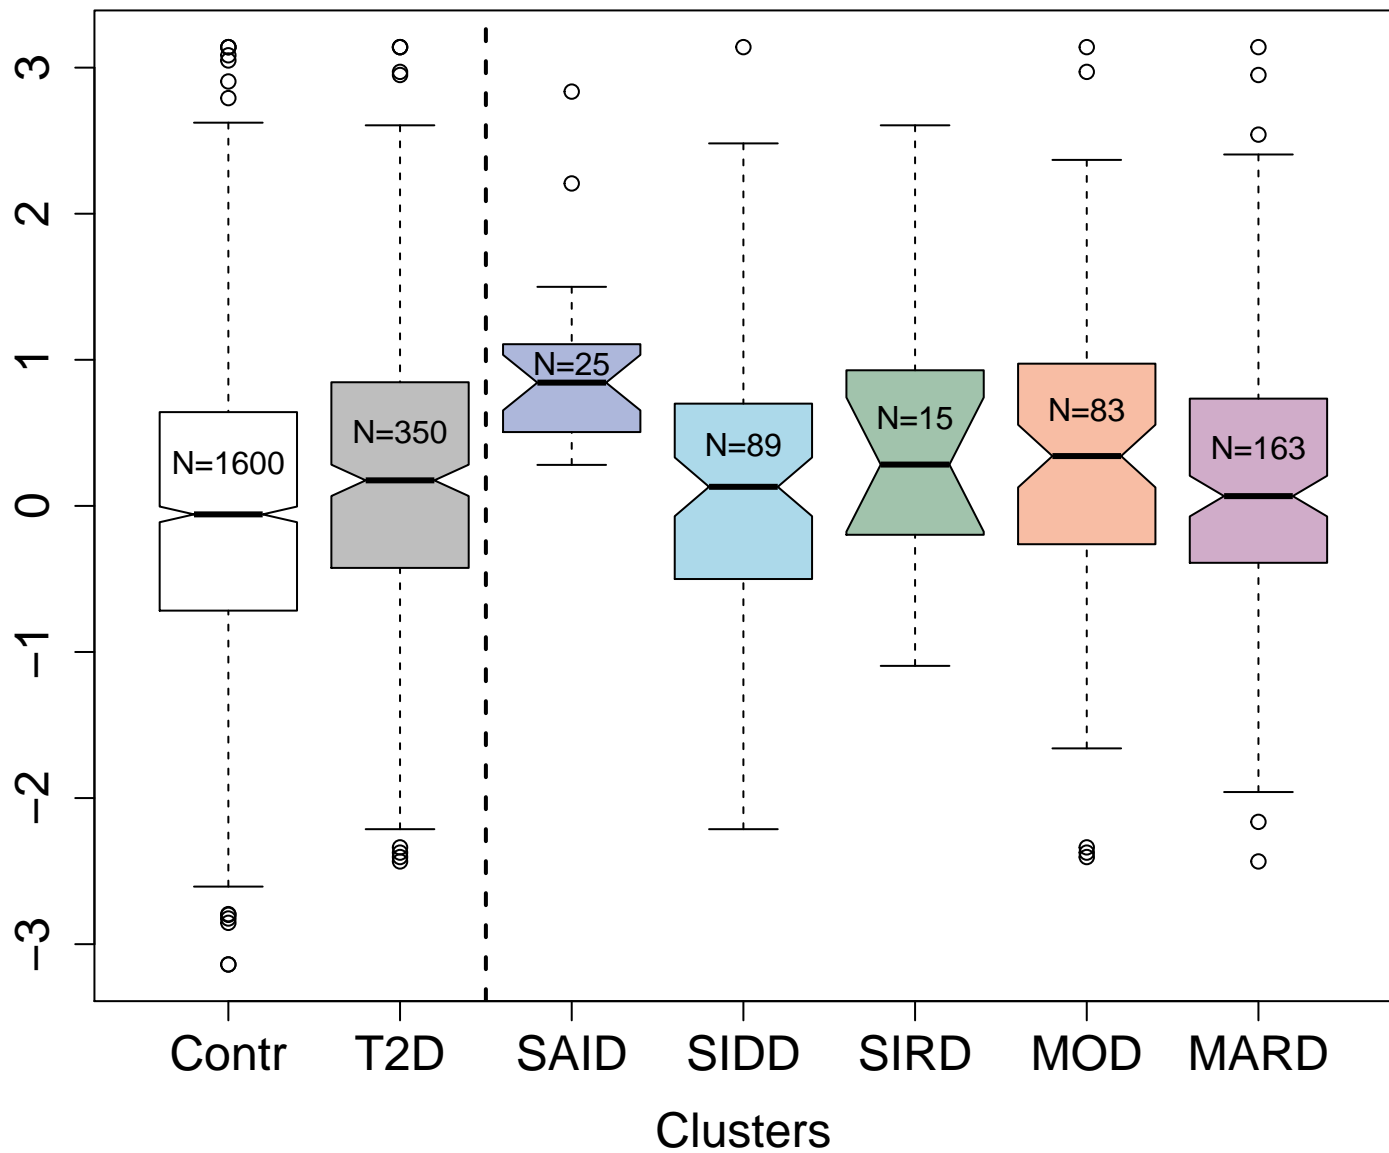 3
2
1
0
−1
−2
−3
N=1600
N=350
N=25
N=89
N=15
N=83
N=163
Contr T2D SAID SIDD SIRD MOD MARD
Clusters